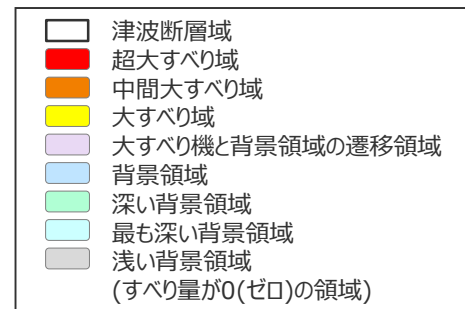 津波断層域
超大すべり域
中間大すべり域
大すべり域
大すべり機と背景領域の遷移領域
背景領域
深い背景領域
最も深い背景領域
浅い背景領域
(すべり量が0(ゼロ)の領域)